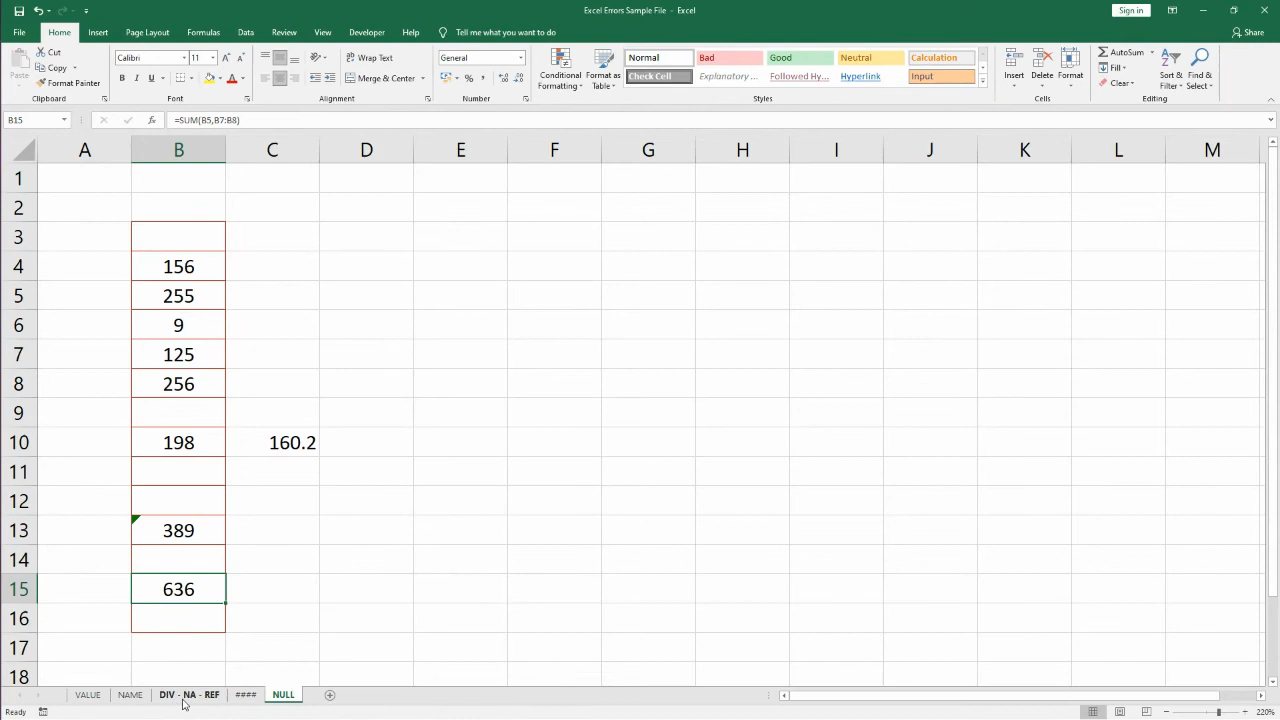 Excel Errors Sample File - Excel
Sign in
File Home Insert Page Layout Formulas Data Review View Developer Help Tell me what you want to do
Share
Paste
Cut
Copy
Format Painter
Clipboard
Calibri 11
B I U
Font
Wrap Text
Merge & Center
Alignment
General
Number
Conditional Formatting
Format as Table
Normal Bad Good Neutral Calculation
Check Cell Explanatory ... Followed Hy... Hyperlink Input
Styles
Insert Delete Format
Cells
AutoSum
Fill
Clear
Sort & Filter
Find & Select
Editing
B15 fx =SUM(B5,B7:B8)
A B C D E F G H I J K L M
1
2
3
4 156
5 255
6 9
7 125
8 256
9
10 198 160.2
11
12
13 389
14
15 636
16
17
18
VALUE NAME DIV - NA - REF #### NULL
Ready
220%